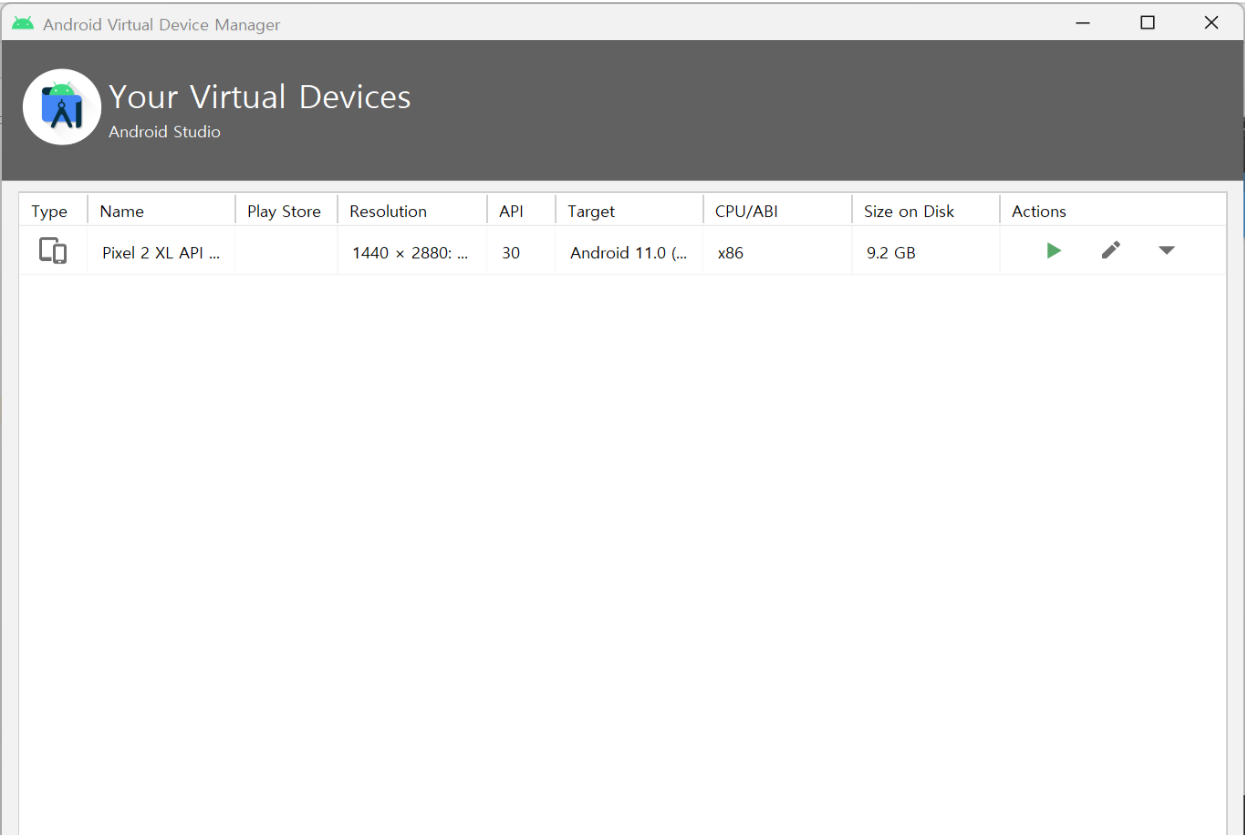 Android Virtual Device Manager
Your Virtual Devices
Android Studio
Type Name Play Store Resolution API Target CPU/ABI Size on Disk Actions
Pixel 2 XL API ... 1440 × 2880: ... 30 Android 11.0 (... x86 9.2 GB